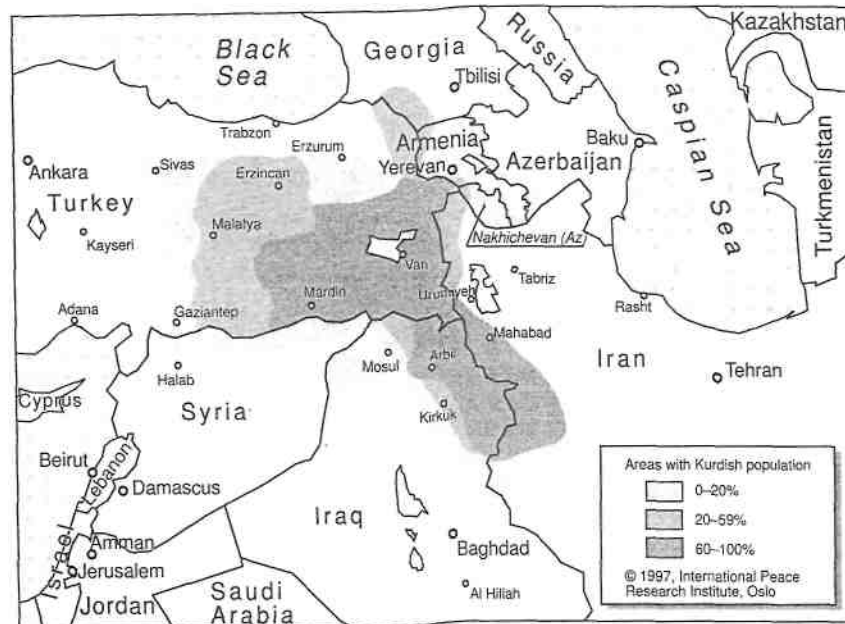 Black
Sea
Georgia
Russia
Kazakhstan
Tbilisi
Caspian Sea
Trabzon
Erzurum
Armenia
Yerevan
Azerbaijan
Baku
Turkmenistan
Ankara
Sivas
Erzincan
Turkey
Kayseri
Malatya
Van
Nakhichevan (Az)
Tabriz
Urumiyeh
Rasht
Adana
Gaziantep
Mardin
Mahabad
Iran
Halab
Mosul
Arbe
Tehran
Cyprus
Syria
Kirkuk
Beirut
Lebanon
Damascus
Iraq
Israel
Amman
Jerusalem
Jordan
Saudi
Arabia
Baghdad
Al Hillah
Areas with Kurdish population
0–20%
20–59%
60–100%
© 1997, International Peace
Research Institute, Oslo